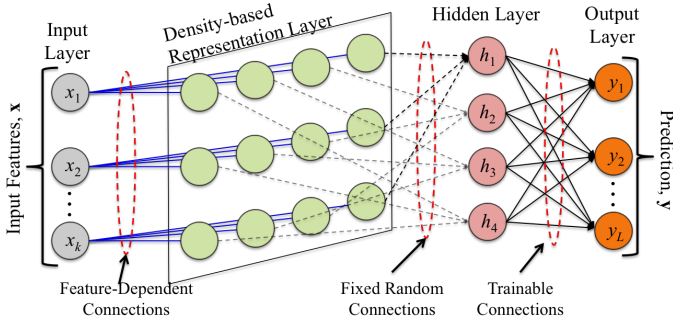 Input
Layer
Density-based
Representation Layer
Hidden Layer
Output
Layer
Input Features, x
x1
x2
xk
h1
h2
h3
h4
y1
y2
yL
Prediction, y
Feature-Dependent
Connections
Fixed Random
Connections
Trainable
Connections